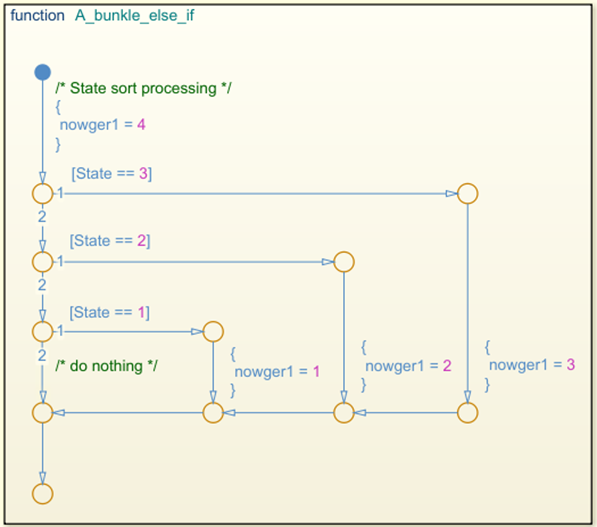 function A_bunkle_else_if
/* State sort processing */
{
nowger1 = 4
}
[State == 3]
1
2
[State == 2]
1
2
[State == 1]
1
2
/* do nothing */
{
nowger1 = 1
}
{
nowger1 = 2
}
{
nowger1 = 3
}